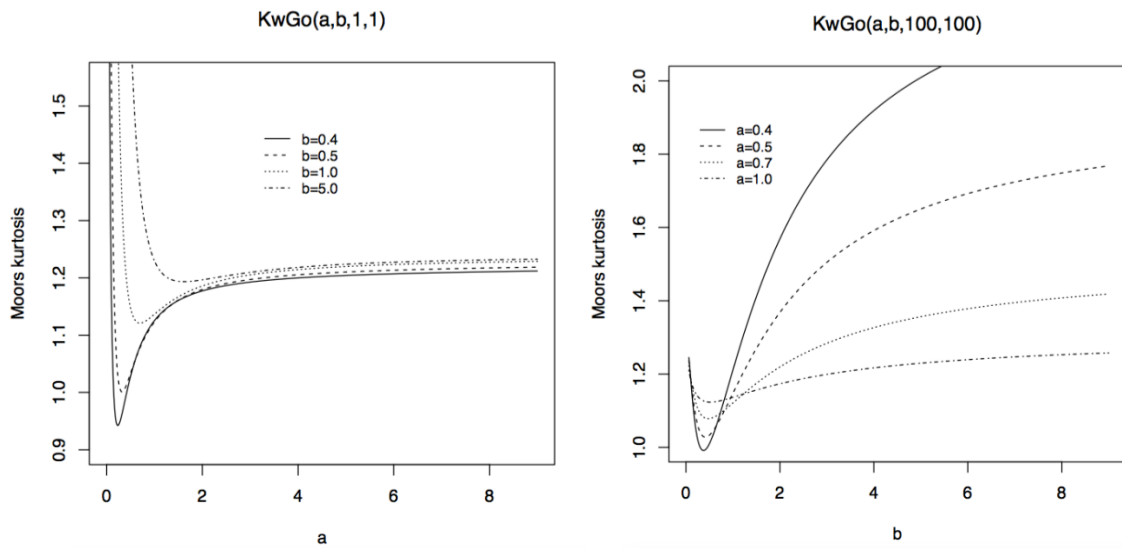 KwGo(a,b,1,1)
Moors kurtosis
1.5
1.4
1.3
1.2
1.1
1.0
0.9
b=0.4
b=0.5
b=1.0
b=5.0
0 2 4 6 8
a
KwGo(a,b,100,100)
Moors kurtosis
2.0
1.8
1.6
1.4
1.2
1.0
a=0.4
a=0.5
a=0.7
a=1.0
0 2 4 6 8
b